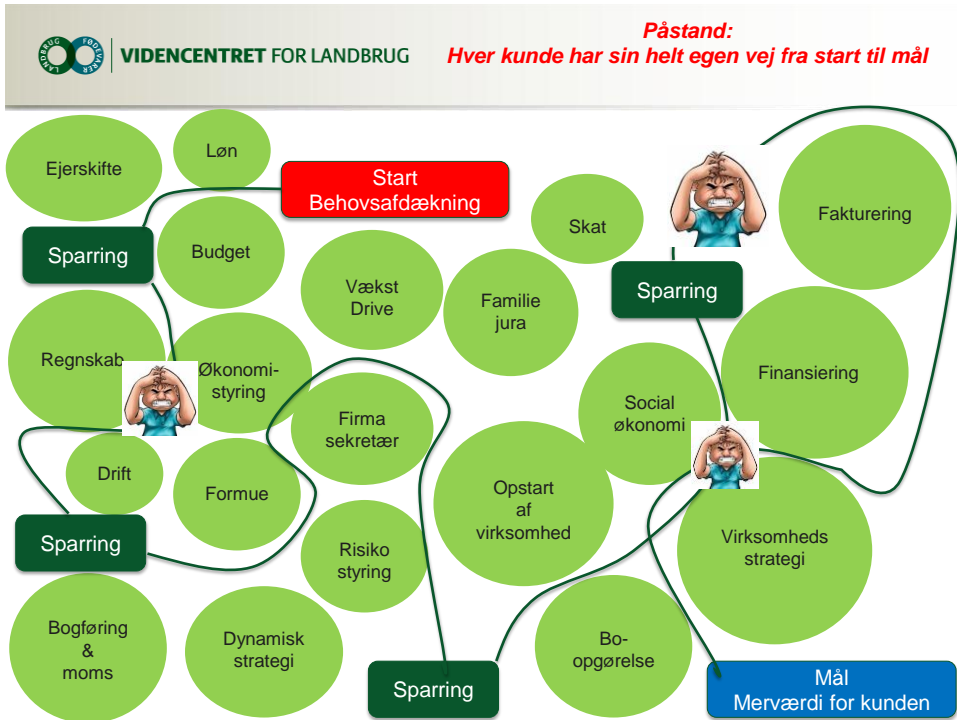 LANDBRUG
FØDEVARER
VIDENCENTRET FOR LANDBRUG
Påstand:
Hver kunde har sin helt egen vej fra start til mål
Ejerskifte
Løn
Start
Behovsafdækning
Skat
Fakturering
Sparring
Budget
Vækst
Drive
Familie
jura
Sparring
Regnskab
Økonomi-
styring
Firma
sekretær
Social
økonomi
Finansiering
Drift
Formue
Opstart
af
virksomhed
Sparring
Risiko
styring
Virksomheds
strategi
Bogføring
&
moms
Dynamisk
strategi
Bo-
opgørelse
Sparring
Mål
Merværdi for kunden